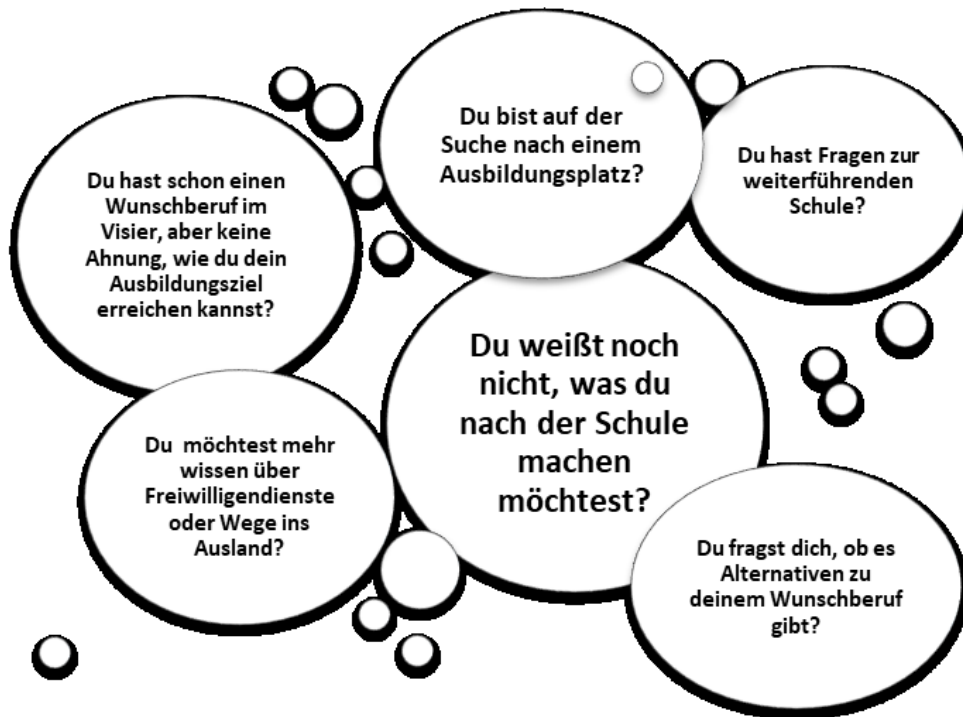 Du bist auf der
Suche nach einem
Ausbildungsplatz?
Du hast Fragen zur
weiterführenden
Schule?
Du hast schon einen
Wunschberuf im
Visier, aber keine
Ahnung, wie du dein
Ausbildungsziel
erreichen kannst?
Du weißt noch
nicht, was du
nach der Schule
machen
möchtest?
Du möchtest mehr
wissen über
Freiwilligendienste
oder Wege ins
Ausland?
Du fragst dich, ob es
Alternativen zu
deinem Wunschberuf
gibt?